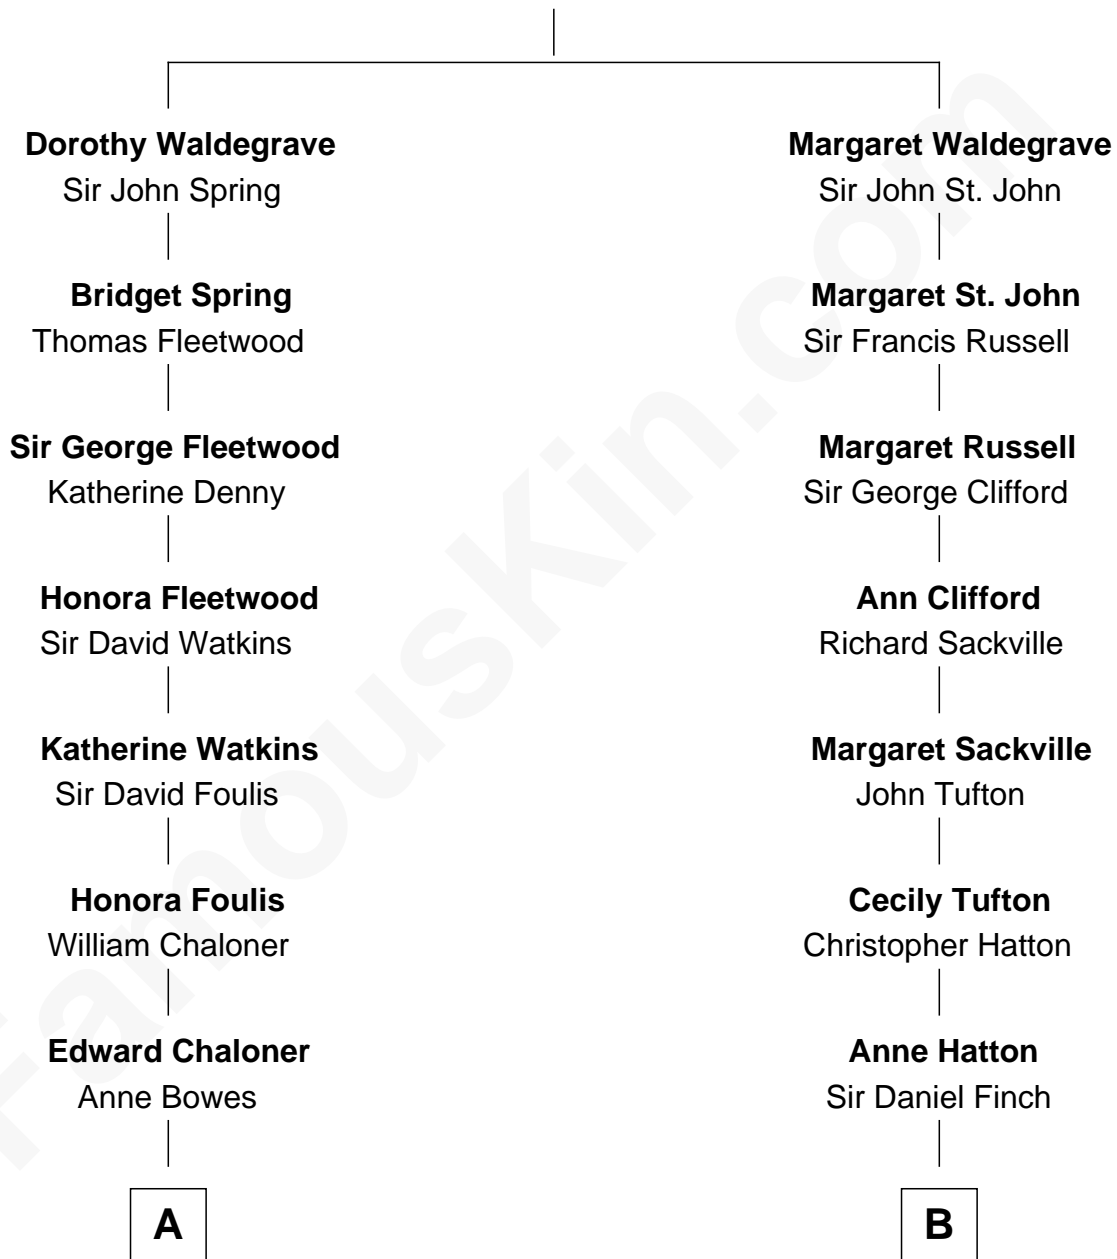 Dorothy Waldegrave
Sir John Spring
Bridget Spring
Thomas Fleetwood
Sir George Fleetwood
Katherine Denny
Honora Fleetwood
Sir David Watkins
Katherine Watkins
Sir David Foulis
Honora Foulis
William Chaloner
Edward Chaloner
Anne Bowes
A
Margaret Waldegrave
Sir John St. John
Margaret St. John
Sir Francis Russell
Margaret Russell
Sir George Clifford
Ann Clifford
Richard Sackville
Margaret Sackville
John Tufton
Cecily Tufton
Christopher Hatton
Anne Hatton
Sir Daniel Finch
B
FamousKin.com